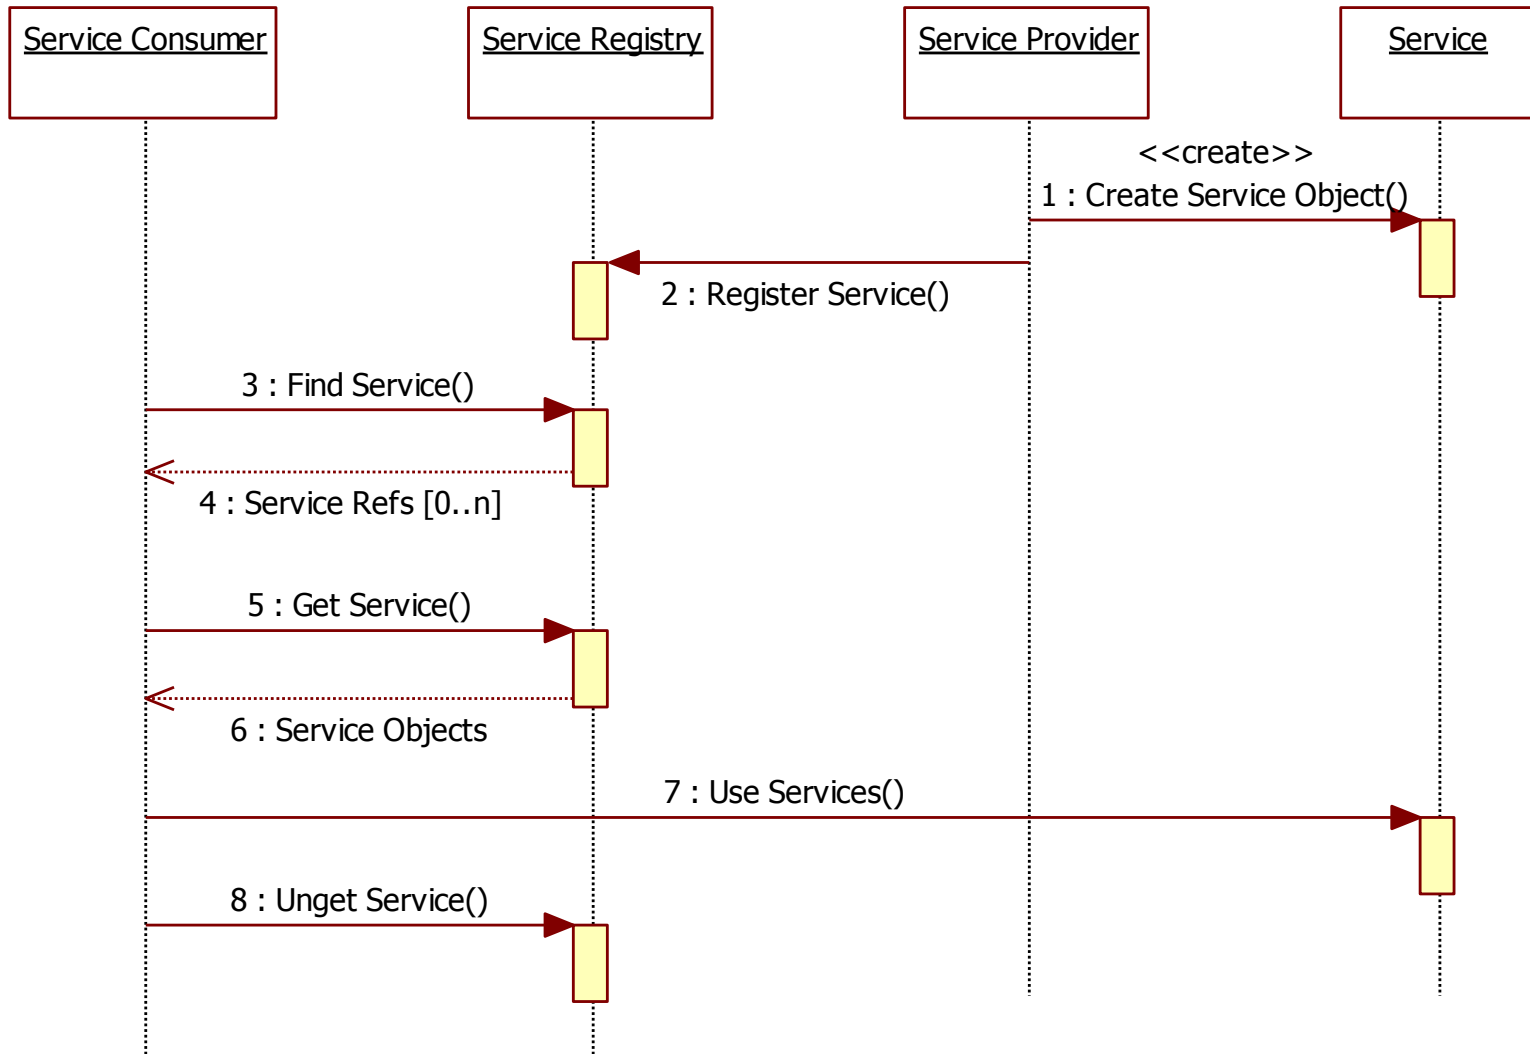 Service Consumer
Service Registry
Service Provider
Service
<<create>>
1 : Create Service Object()
2 : Register Service()
3 : Find Service()
4 : Service Refs [0..n]
5 : Get Service()
6 : Service Objects
7 : Use Services()
8 : Unget Service()